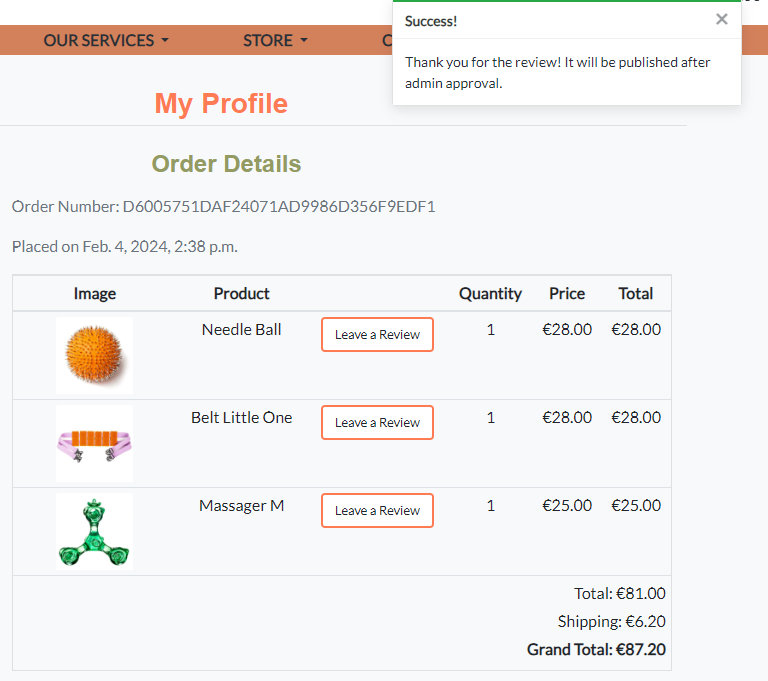 Success! ×
Thank you for the review! It will be published after
admin approval.
OUR SERVICES STORE
My Profile
Order Details
Order Number: D6005751DAF24071AD9986D356F9EDF1
Placed on Feb. 4, 2024, 2:38 p.m.
Image Product Quantity Price Total
Needle Ball Leave a Review 1 €28.00 €28.00
Belt Little One Leave a Review 1 €28.00 €28.00
Massager M Leave a Review 1 €25.00 €25.00
Total: €81.00
Shipping: €6.20
Grand Total: €87.20